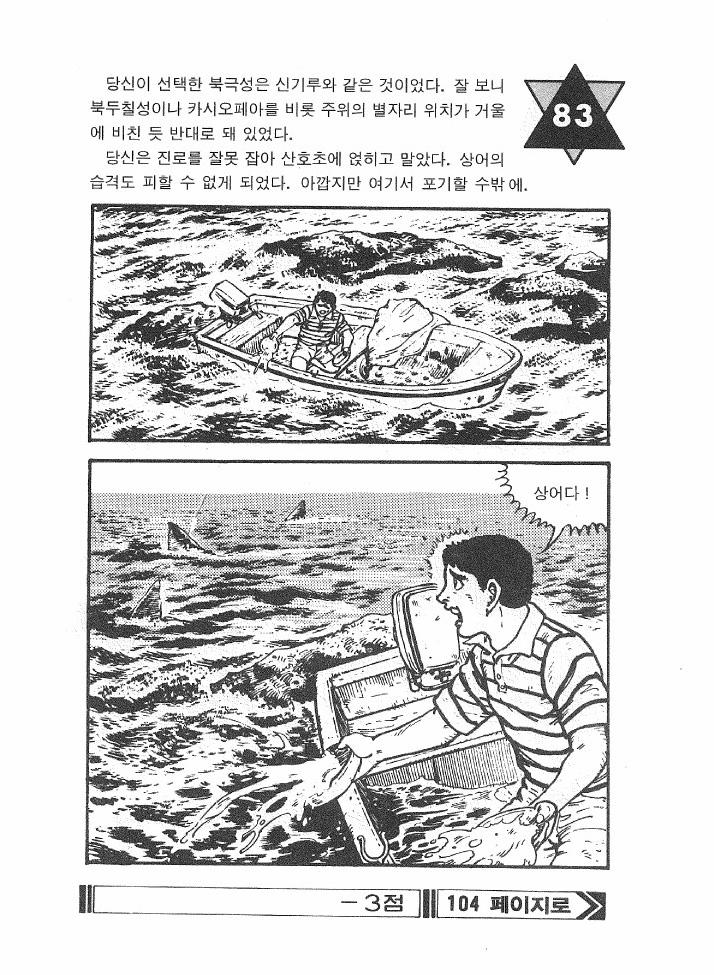 당신이 선택한 북극성은 신기루와 같은 것이었다. 잘 보니
북두칠성이나 카시오페아를 비롯 주위의 별자리 위치가 거울
에 비친 듯 반대로 돼 있었다.
당신은 진로를 잘못 잡아 산호초에 얹히고 말았다. 상어의
습격도 피할 수 없게 되었다. 아깝지만 여기서 포기할 수밖에.
83
상어다!
－3점
104 페이지로